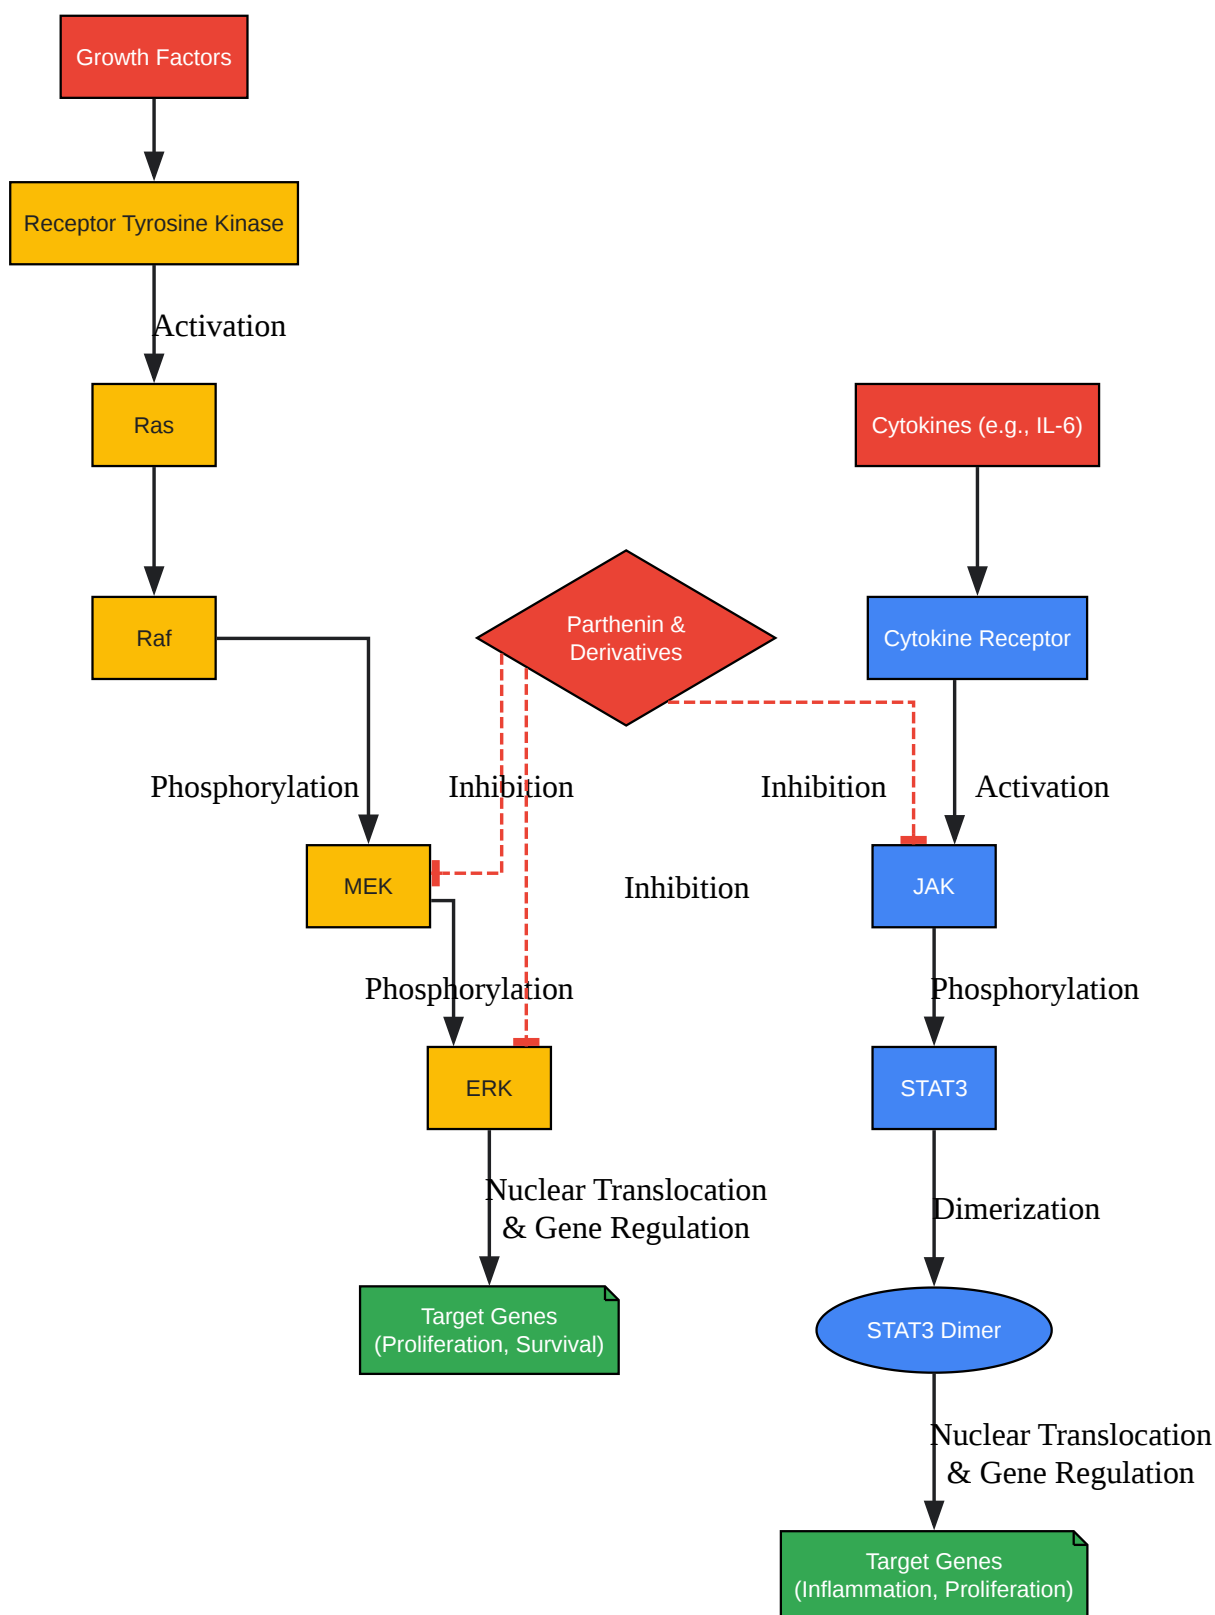 Growth Factors
Receptor Tyrosine Kinase
Activation
Ras
Cytokines (e.g., IL-6)
Raf
Parthenin &
Derivatives
Cytokine Receptor
Phosphorylation
Inhibition
Inhibition
Activation
MEK
Inhibition
JAK
Phosphorylation
Phosphorylation
ERK
STAT3
Nuclear Translocation
& Gene Regulation
Dimerization
Target Genes
(Proliferation, Survival)
STAT3 Dimer
Nuclear Translocation
& Gene Regulation
Target Genes
(Inflammation, Proliferation)